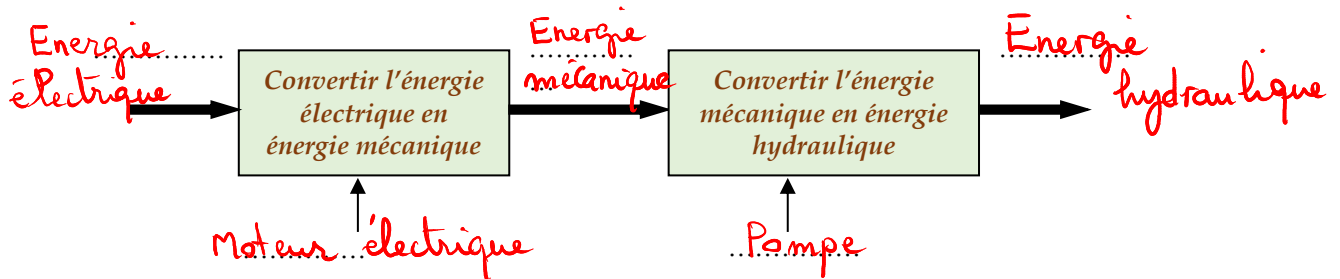 Energie
électrique
Convertir l'énergie
électrique en
énergie mécanique
Energie
mécanique
Convertir l'énergie
mécanique en énergie
hydraulique
Energie
hydraulique
Moteur électrique
Pompe